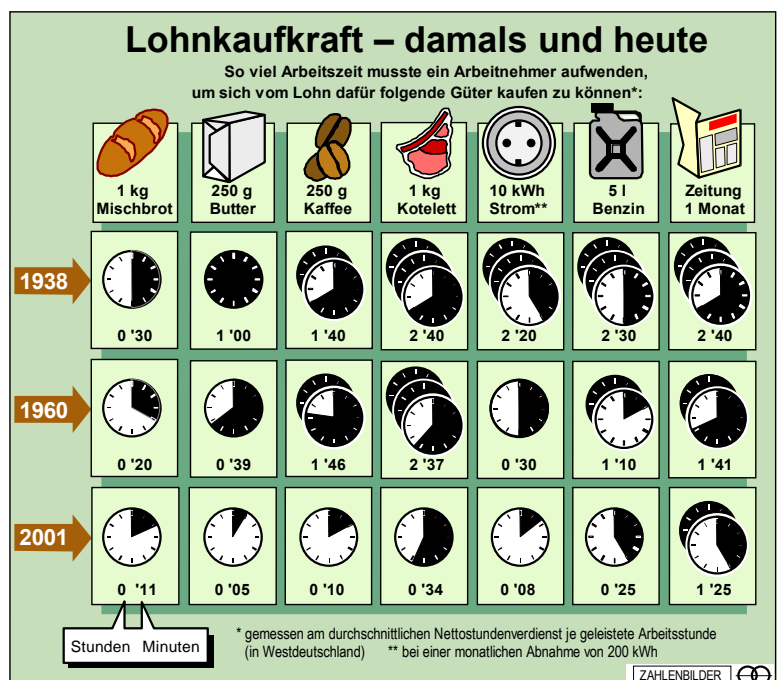 Lohnkaufkraft – damals und heute
So viel Arbeitszeit musste ein Arbeitnehmer aufwenden,
um sich vom Lohn dafür folgende Güter kaufen zu können*:
1 kg
Mischbrot
250 g
Butter
250 g
Kaffee
1 kg
Kotelett
10 kWh
Strom**
5 l
Benzin
Zeitung
1 Monat
1938
0 '30
1 '00
1 '40
2 '40
2 '20
2 '30
2 '40
1960
0 '20
0 '39
1 '46
2 '37
0 '30
1 '10
1 '41
2001
0 '11
0 '05
0 '10
0 '34
0 '08
0 '25
1 '25
Stunden Minuten
* gemessen am durchschnittlichen Nettostundenverdienst je geleistete Arbeitsstunde
(in Westdeutschland) ** bei einer monatlichen Abnahme von 200 kWh
ZAHLENBILDER